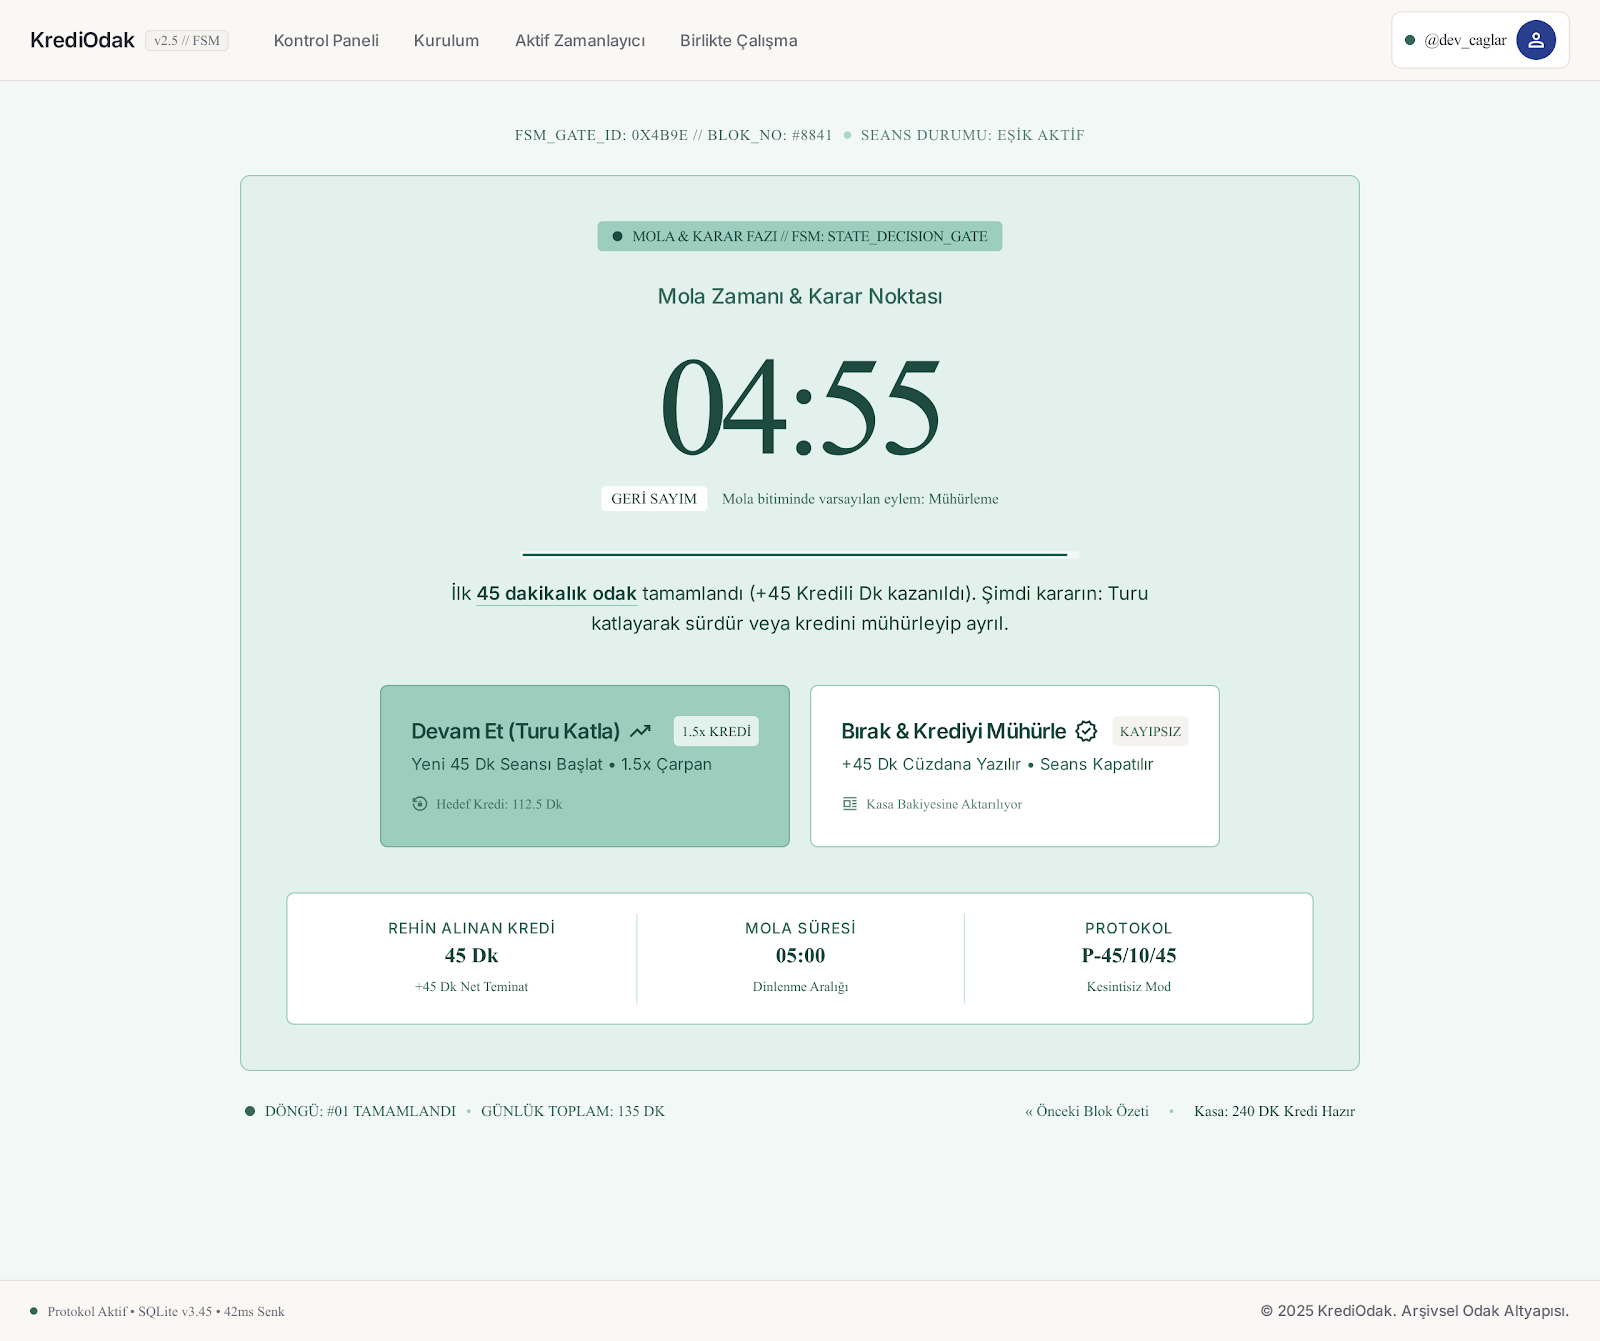 KrediOdak
v2.5 // FSM
Kontrol Paneli
Kurulum
Aktif Zamanlayıcı
Birlikte Çalışma
@dev_caglar
FSM_GATE_ID: 0X4B9E // BLOK_NO: #8841
SEANS DURUMU: EŞİK AKTİF
MOLA & KARAR FAZI // FSM: STATE_DECISION_GATE
Mola Zamanı & Karar Noktası
04:55
GERİ SAYIM
Mola bitiminde varsayılan eylem: Mühürleme
İlk 45 dakikalık odak tamamlandı (+45 Kredili Dk kazanıldı). Şimdi kararın: Turu
katlayarak sürdür veya kredini mühürleyip ayrıl.
Devam Et (Turu Katla)
1.5x KREDİ
Yeni 45 Dk Seansı Başlat • 1.5x Çarpan
Hedef Kredi: 112.5 Dk
Bırak & Krediyi Mühürle
KAYIPSIZ
+45 Dk Cüzdana Yazılır • Seans Kapatılır
Kasa Bakiyesine Aktarılıyor
REHİN ALINAN KREDİ
45 Dk
+45 Dk Net Teminat
MOLA SÜRESİ
05:00
Dinlenme Aralığı
PROTOKOL
P-45/10/45
Kesintisiz Mod
DÖNGÜ: #01 TAMAMLANDI • GÜNLÜK TOPLAM: 135 DK
« Önceki Blok Özeti • Kasa: 240 DK Kredi Hazır
Protokol Aktif • SQLite v3.45 • 42ms Senk
© 2025 KrediOdak. Arşivsel Odak Altyapısı.